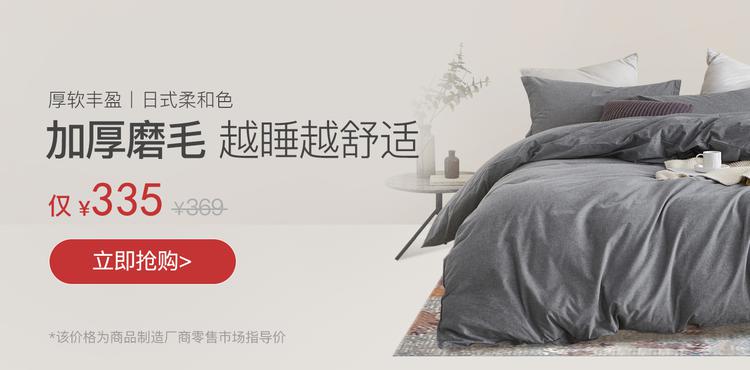 厚软丰盈丨日式柔和色
加厚磨毛 越睡越舒适
仅 ¥335 ¥369
立即抢购>
*该价格为商品制造厂商零售市场指导价